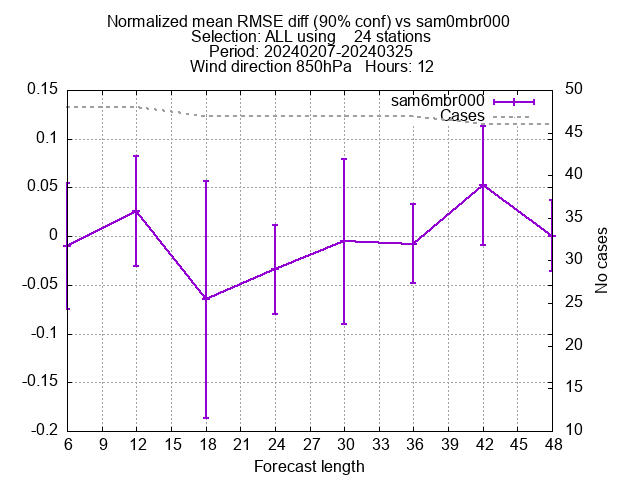 Normalized mean RMSE diff (90% conf) vs sam0mbr000
Selection: ALL using    24 stations
Period: 20240207-20240325
Wind direction 850hPa   Hours: 12
sam6mbr000
Cases
0.15
0.1
0.05
0
-0.05
-0.1
-0.15
-0.2
50
45
40
35
30
25
20
15
10
No cases
6 9 12 15 18 21 24 27 30 33 36 39 42 45 48
Forecast length